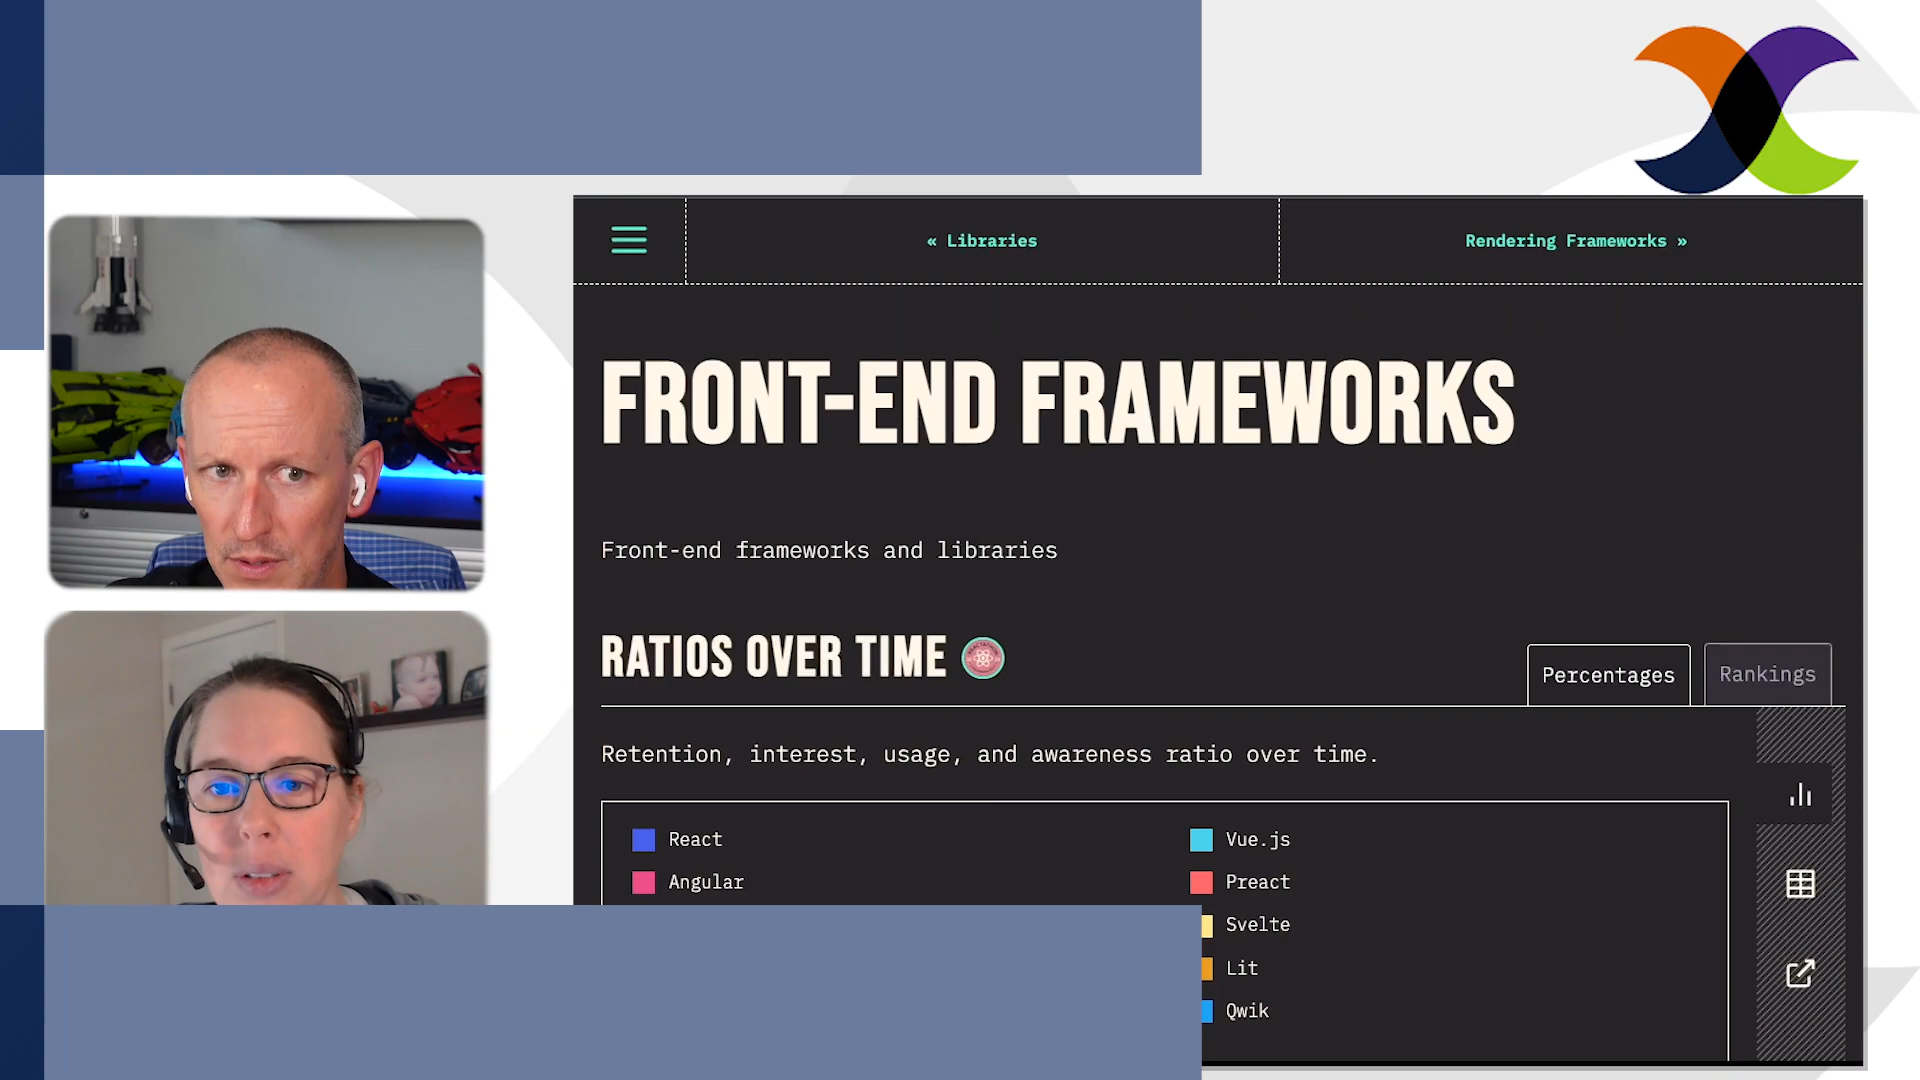 « Libraries
Rendering Frameworks »
FRONT-END FRAMEWORKS
Front-end frameworks and libraries
RATIOS OVER TIME
Percentages
Rankings
Retention, interest, usage, and awareness ratio over time.
React
Vue.js
Angular
Preact
Svelte
Lit
Qwik